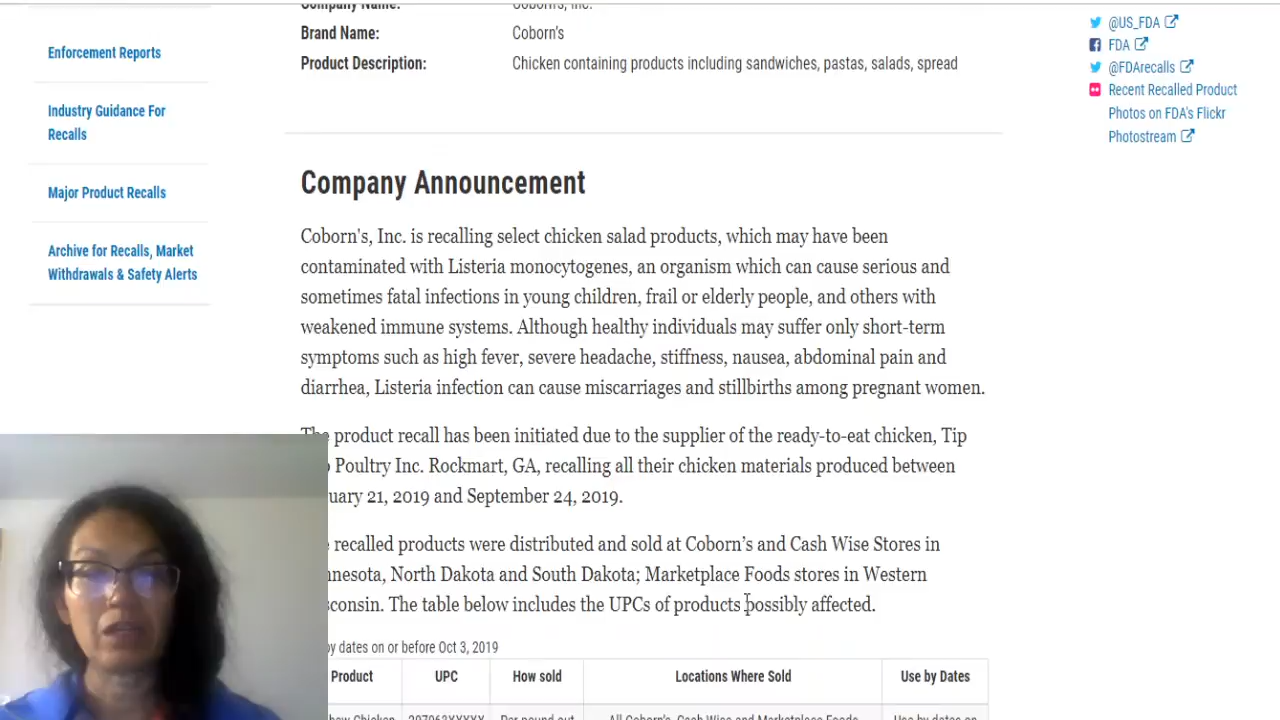 Company Name: Coborn's, Inc.
Brand Name: Coborn's
Product Description: Chicken containing products including sandwiches, pastas, salads, spread
Enforcement Reports
Industry Guidance For
Recalls
Major Product Recalls
Archive for Recalls, Market
Withdrawals & Safety Alerts
Company Announcement
Coborn's, Inc. is recalling select chicken salad products, which may have been
contaminated with Listeria monocytogenes, an organism which can cause serious and
sometimes fatal infections in young children, frail or elderly people, and others with
weakened immune systems. Although healthy individuals may suffer only short-term
symptoms such as high fever, severe headache, stiffness, nausea, abdominal pain and
diarrhea, Listeria infection can cause miscarriages and stillbirths among pregnant women.
The product recall has been initiated due to the supplier of the ready-to-eat chicken, Tip
Poultry Inc. Rockmart, GA, recalling all their chicken materials produced between
uary 21, 2019 and September 24, 2019.
recalled products were distributed and sold at Coborn's and Cash Wise Stores in
nnesota, North Dakota and South Dakota; Marketplace Foods stores in Western
sconsin. The table below includes the UPCs of products possibly affected.
by dates on or before Oct 3, 2019
Product UPC How sold Locations Where Sold Use by Dates
@US_FDA
FDA
@FDArecalls
Recent Recalled Product
Photos on FDA's Flickr
Photostream